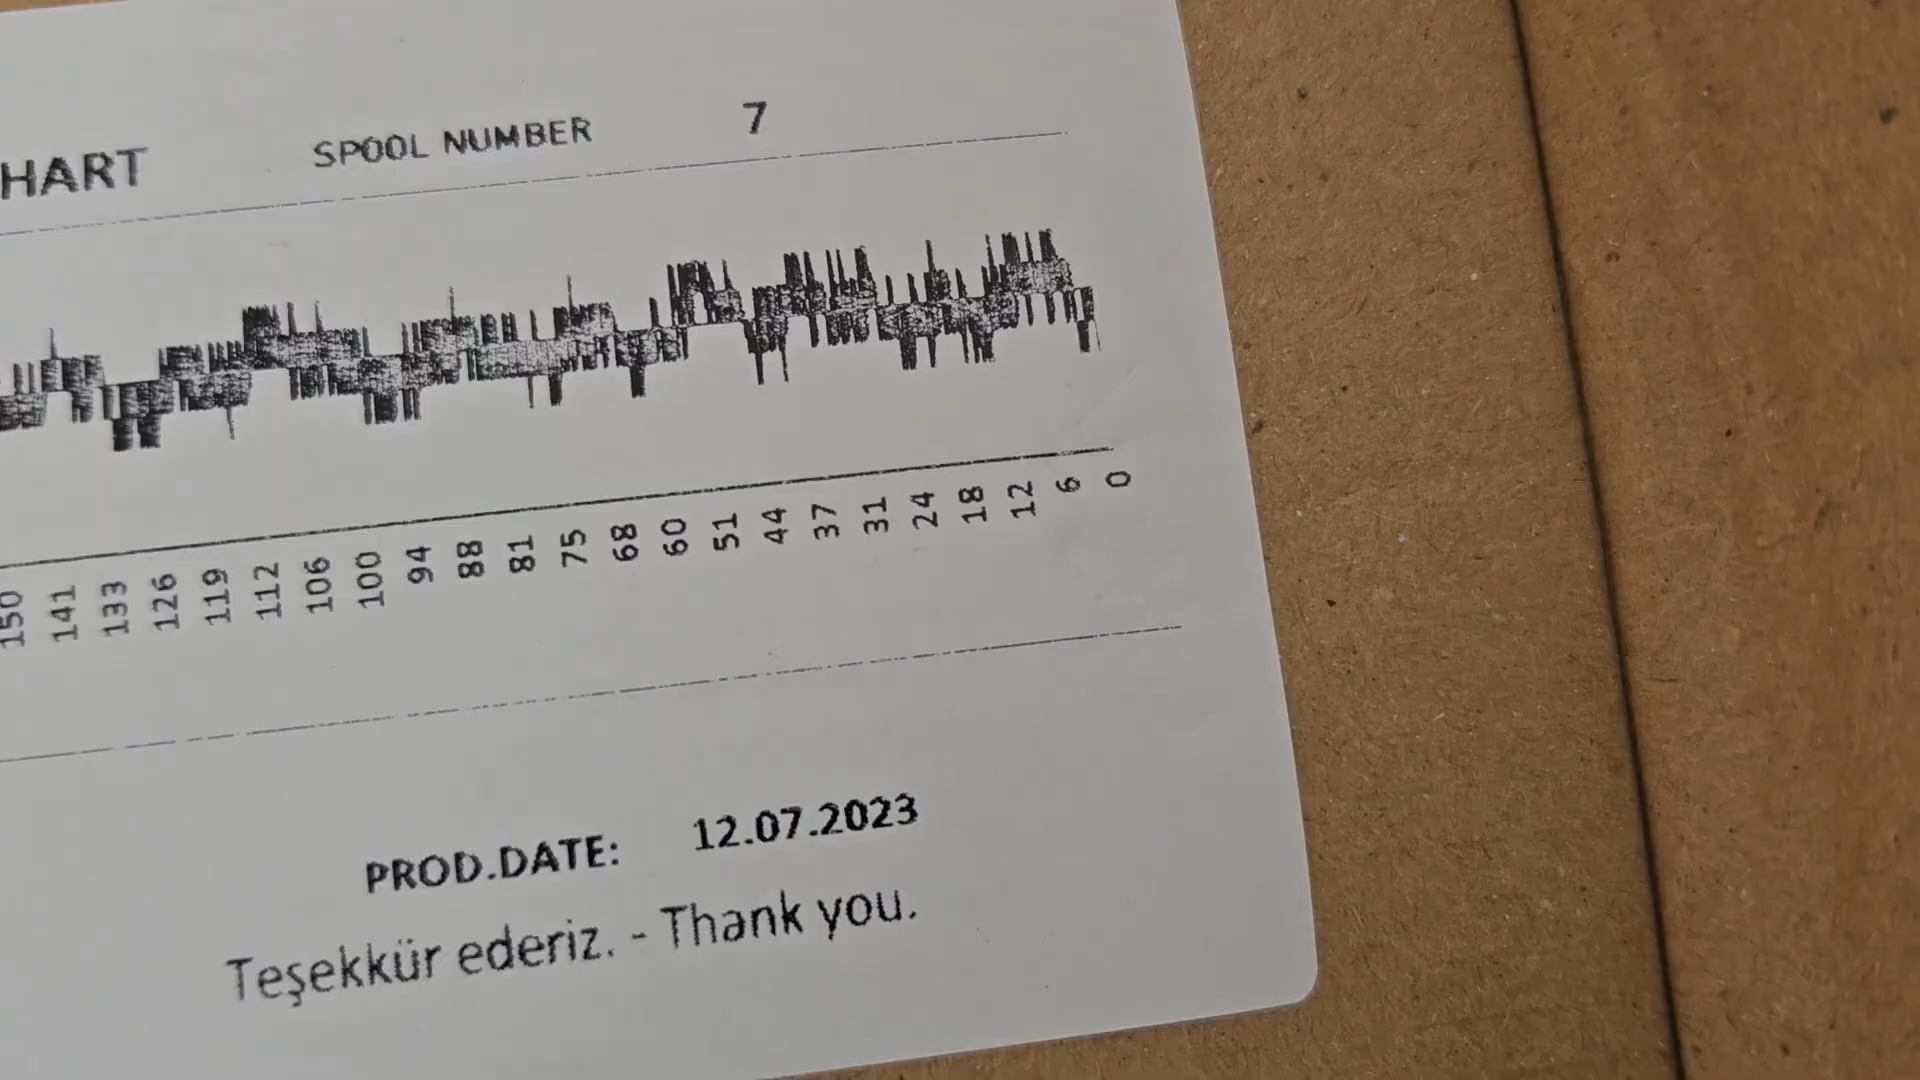 HART SPOOL NUMBER 7
150 141 133 126 119 112 106 100 94 88 81 75 68 60 51 44 37 31 24 18 12 6 0
PROD.DATE: 12.07.2023
Teşekkür ederiz. - Thank you.